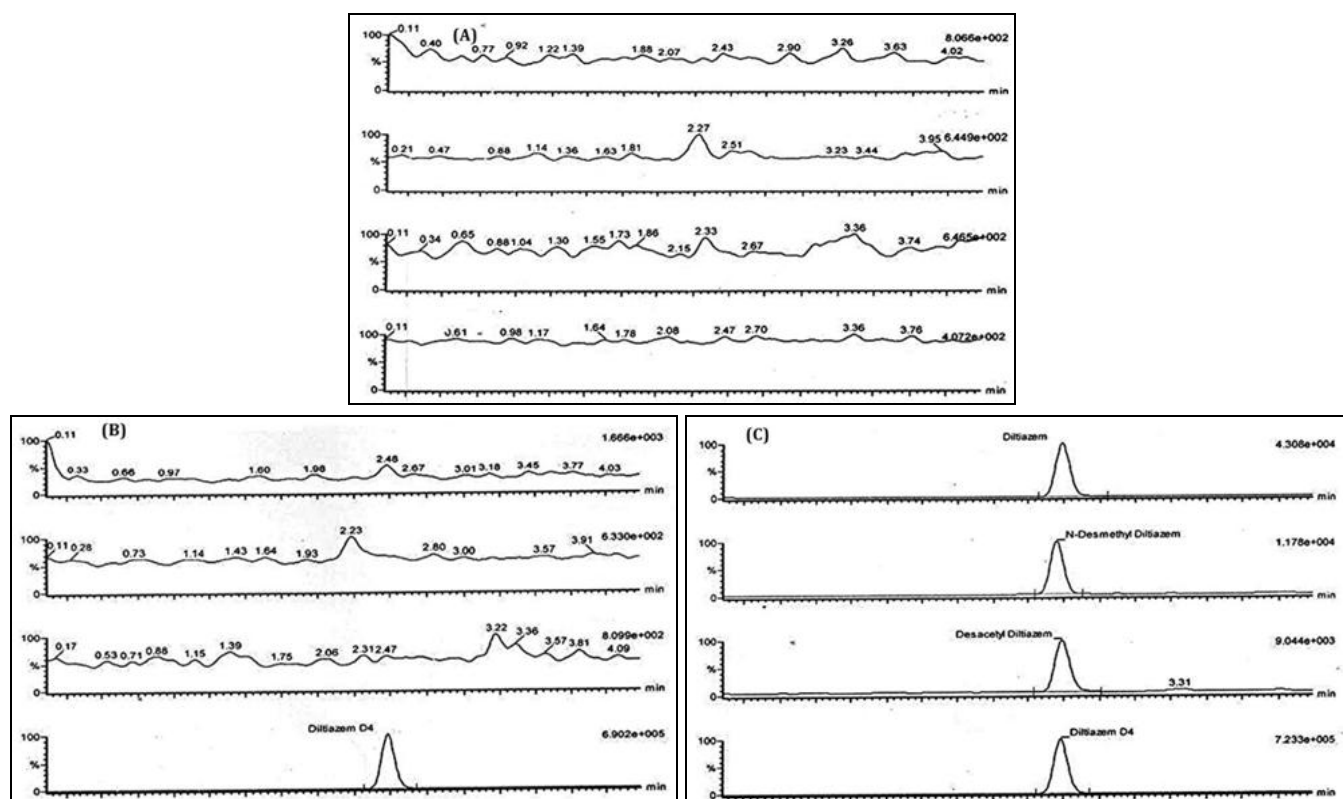 (A)
0.11 0.40 0.77 0.92 1.22 1.39 1.88 2.07 2.43 2.90 3.26 3.63 4.02 8.066e+002
100
%
0
min
0.21 0.47 0.88 1.14 1.36 1.63 1.81 2.27 2.51 3.23 3.44 3.95 6.449e+002
100
%
0
min
0.11 0.34 0.65 0.88 1.04 1.30 1.55 1.73 1.86 2.15 2.33 2.67 3.36 3.74 6.465e+002
100
%
0
min
0.11 0.61 0.98 1.17 1.64 1.78 2.08 2.47 2.70 3.36 3.76 4.072e+002
100
%
0
min
(B)
0.11 0.33 0.66 0.97 1.60 1.98 2.48 2.67 3.01 3.18 3.45 3.77 4.03 1.666e+003
100
%
0
min
0.11 0.28 0.73 1.14 1.43 1.64 1.93 2.23 2.80 3.00 3.57 3.91 6.330e+002
100
%
0
min
0.17 0.53 0.71 0.88 1.15 1.39 1.75 2.06 2.31 2.47 3.22 3.36 3.57 3.81 4.09 8.099e+002
100
%
0
min
Diltiazem D4 6.902e+005
100
%
0
min
(C)
Diltiazem 4.308e+004
100
%
0
min
N-Desmethyl Diltiazem 1.178e+004
100
%
0
min
Desacetyl Diltiazem 3.31 9.044e+003
100
%
0
min
Diltiazem D4 7.233e+005
100
%
0
min